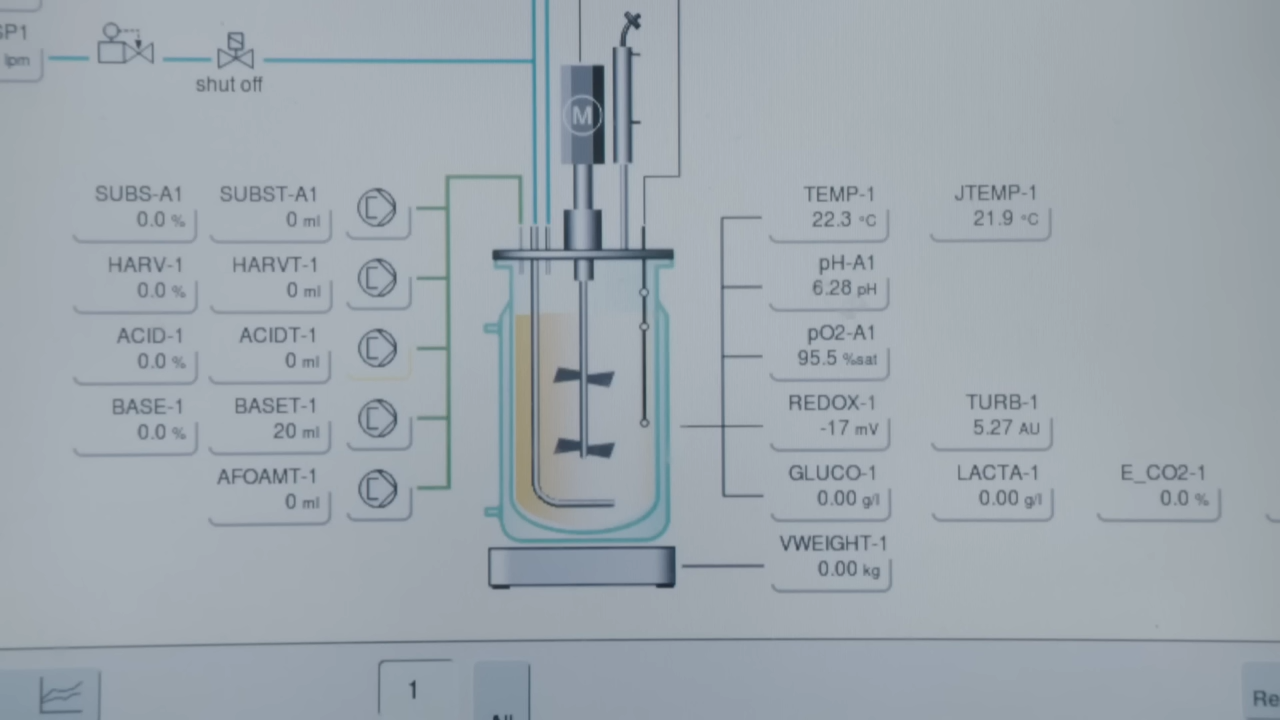 SP1
lpm
shut off
M
SUBS-A1 SUBST-A1
0.0 % 0 ml
HARV-1 HARVT-1
0.0 % 0 ml
ACID-1 ACIDT-1
0.0 % 0 ml
BASE-1 BASET-1
0.0 % 20 ml
AFOAMT-1
0 ml
TEMP-1 JTEMP-1
22.3 °C 21.9 °C
pH-A1
6.28 pH
pO2-A1
95.5 %sat
REDOX-1 TURB-1
-17 mV 5.27 AU
GLUCO-1 LACTA-1 E_CO2-1
0.00 g/l 0.00 g/l 0.0 %
VWEIGHT-1
0.00 kg
1
All
Re